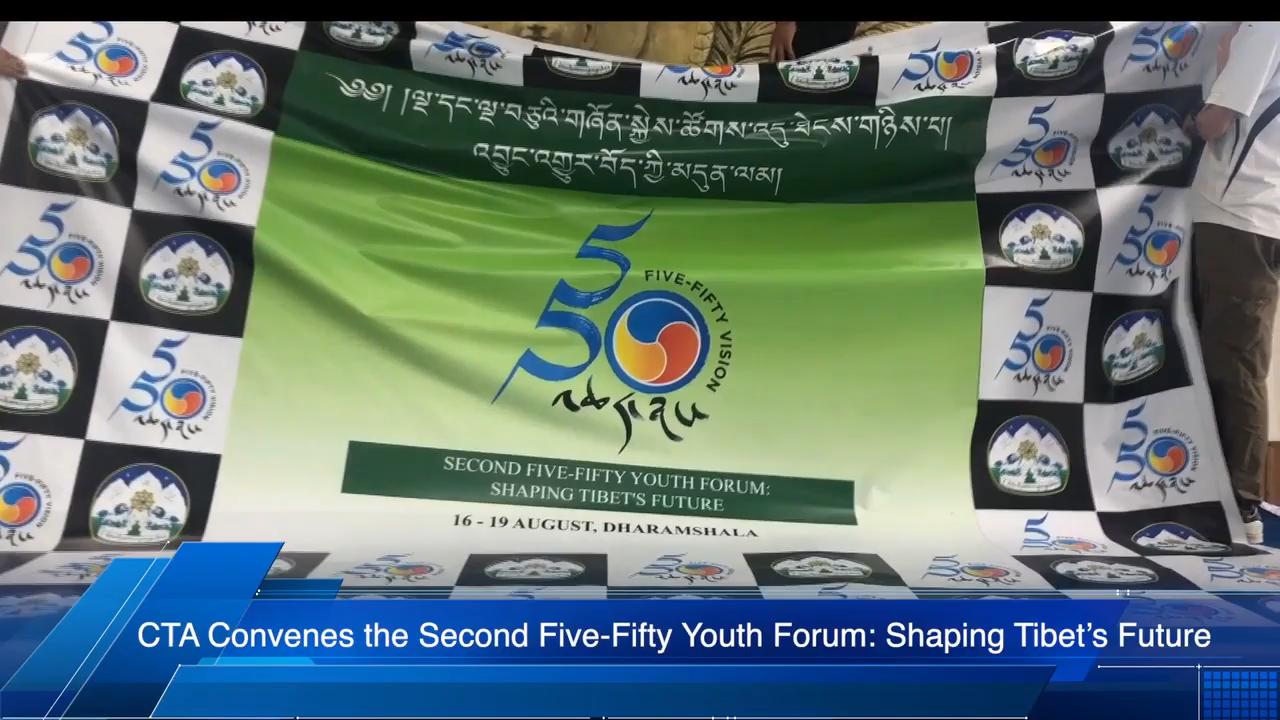 ༄༅། །ལྔ་དང་ལྔ་བཅུའི་གཞོན་སྐྱེས་ཚོགས་འདུ་ཐེངས་གཉིས་པ།
འབྱུང་འགྱུར་བོད་ཀྱི་མདུན་ལམ།
5
50
FIVE-FIFTY VISION
SECOND FIVE-FIFTY YOUTH FORUM:
SHAPING TIBET'S FUTURE
16 - 19 AUGUST, DHARAMSHALA
CTA Convenes the Second Five-Fifty Youth Forum: Shaping Tibet’s Future